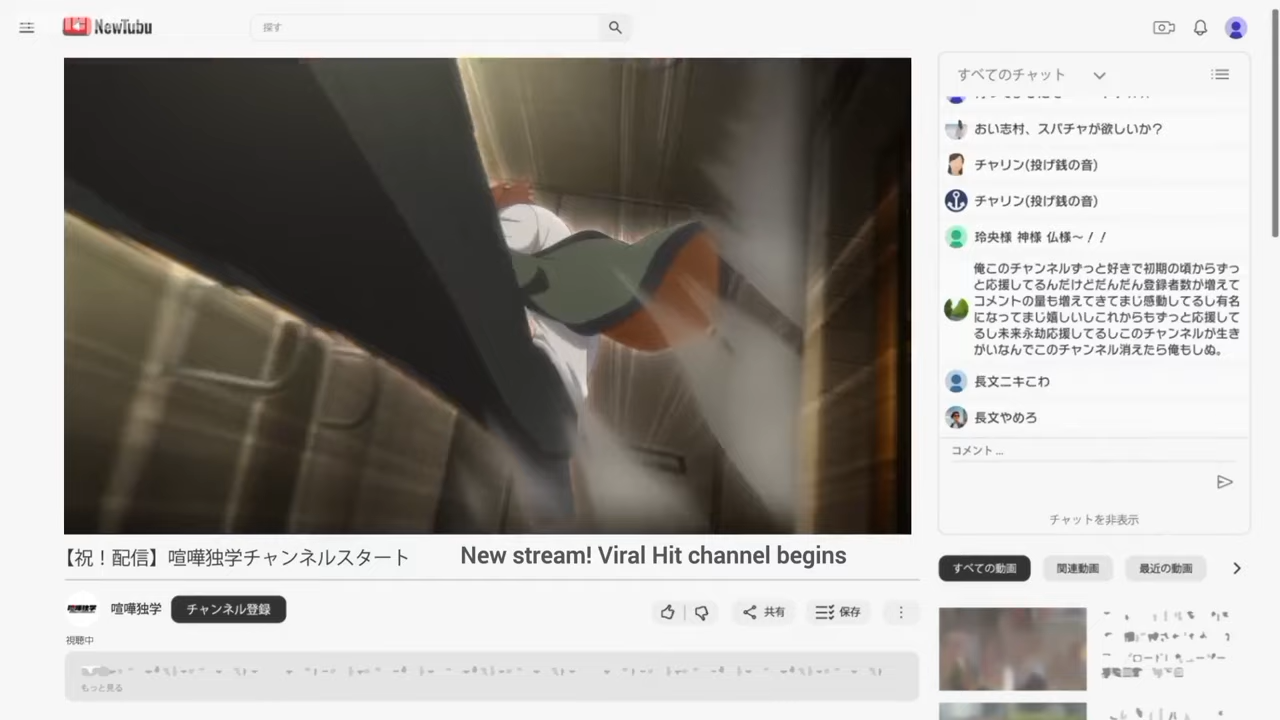 NewTubu
探す
すべてのチャット
おい志村、スパチャが欲しいか？
チャリン(投げ銭の音)
チャリン(投げ銭の音)
玲央様 神様 仏様〜！！
俺このチャンネルずっと好きで初期の頃からずっ
と応援してるんだけどだんだん登録者数が増えて
コメントの量も増えてきてまじ感動してるし有名
になってまじ嬉しいしこれからもずっと応援して
るし未来永劫応援してるしこのチャンネルが生き
がいなんでこのチャンネル消えたら俺もしぬ。
長文ニキこわ
長文やめろ
コメント...
チャットを非表示
【祝！配信】喧嘩独学チャンネルスタート
New stream! Viral Hit channel begins
喧嘩独学
喧嘩独学
チャンネル登録
共有
保存
視聴中
もっと見る
すべての動画
関連動画
最近の動画